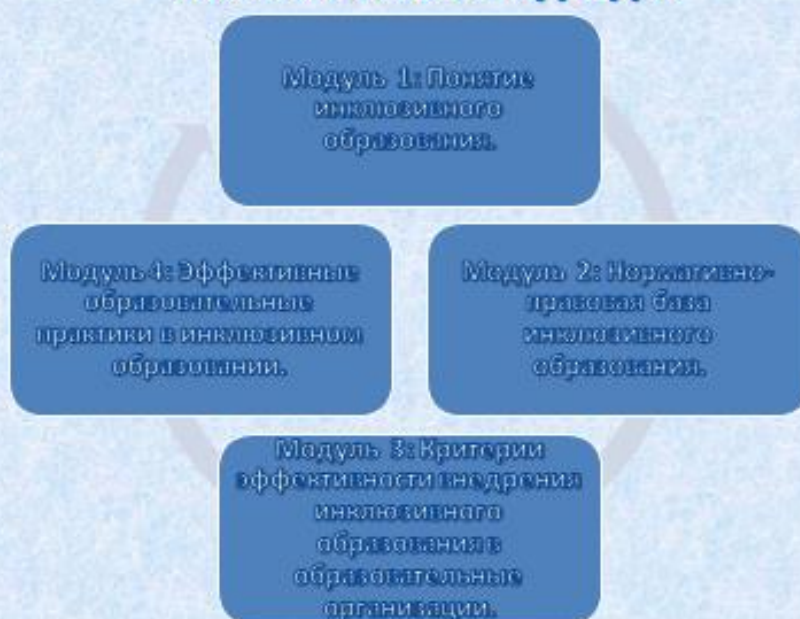 Модуль 1: Понятие
инклюзивного
образования.
Модуль 2: Нормативно-
правовая база
инклюзивного
образования.
Модуль 3: Критерии
эффективности внедрения
инклюзивного
образования в
образовательные
организации.
Модуль 4: Эффективные
образовательные
практики в инклюзивном
образовании.